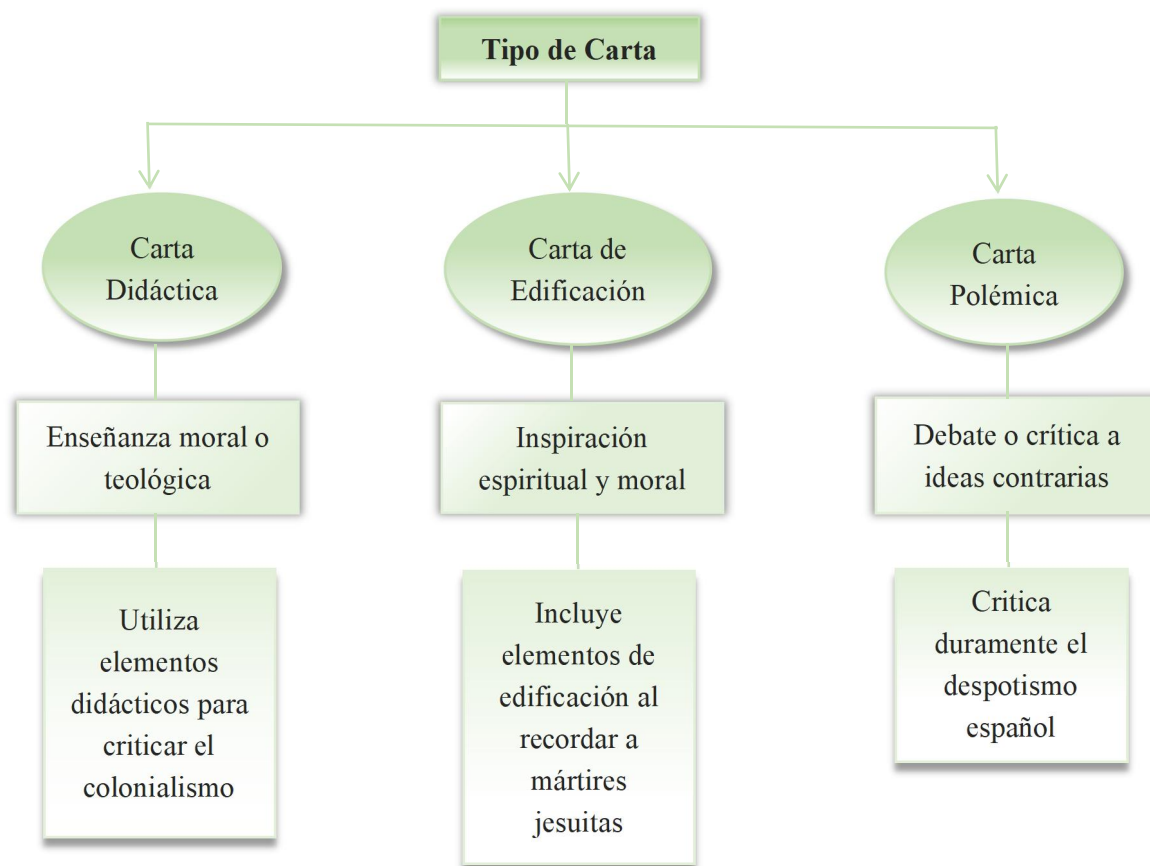 Tipo de Carta
Carta
Didáctica
Carta de
Edificación
Carta
Polémica
Enseñanza moral o
teológica
Inspiración
espiritual y moral
Debate o crítica a
ideas contrarias
Utiliza
elementos
didácticos para
criticar el
colonialismo
Incluye
elementos de
edificación al
recordar a
mártires
jesuitas
Critica
duramente el
despotismo
español